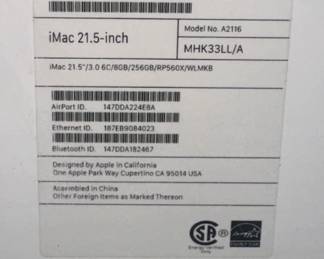 iMac 21.5-inch
Model No. A2116
MHK33LL/A
iMac 21.5"/3.0 6C/8GB/256GB/RP560X/WLMKB
AirPort ID. 147DDA224E8A
Ethernet ID. 187EB9084023
Bluetooth ID. 147DDA182467
Designed by Apple in California
One Apple Park Way Cupertino CA 95014 USA
Assembled in China
Other Foreign Items as Marked Thereon
Energy Verified